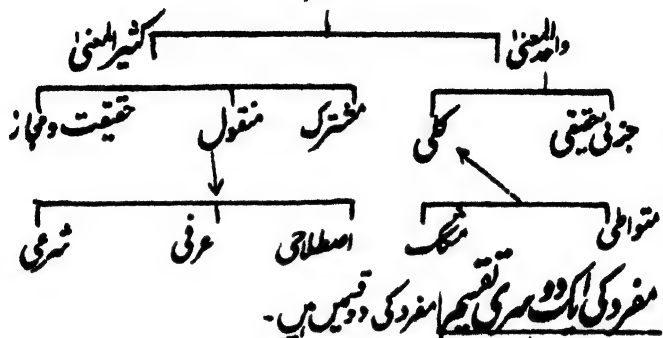 واحد المعنیٰ کثیر المعنیٰ
جزئی حقیقی کلی مشترک منقول حقیقت و مجاز
متواطی مشکک اصطلاحی عرفی شرعی
مفرد کی ایک دوسری تقسیم مفرد کی دو قسمیں ہیں۔